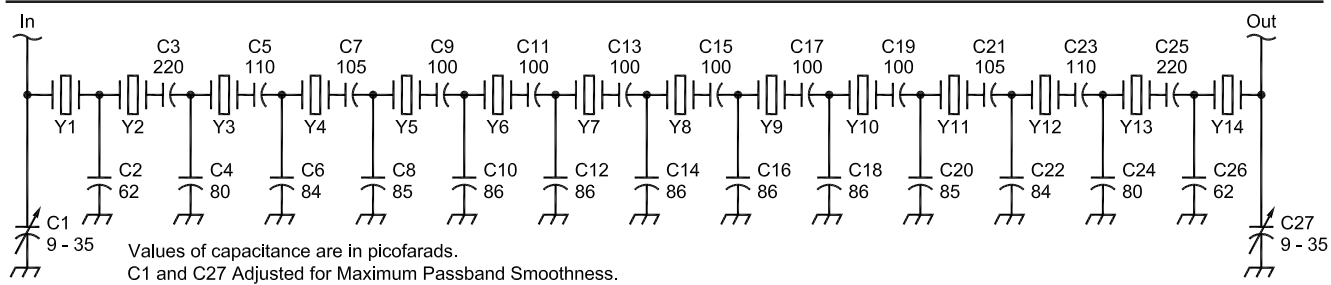 In
Out
C3 C5 C7 C9 C11 C13 C15 C17 C19 C21 C23 C25
220 110 105 100 100 100 100 100 100 105 110 220
Y1 Y2 Y3 Y4 Y5 Y6 Y7 Y8 Y9 Y10 Y11 Y12 Y13 Y14
C2 C4 C6 C8 C10 C12 C14 C16 C18 C20 C22 C24 C26
62 80 84 85 86 86 86 86 86 85 84 80 62
C1 C27
9 - 35 9 - 35
Values of capacitance are in picofarads.
C1 and C27 Adjusted for Maximum Passband Smoothness.